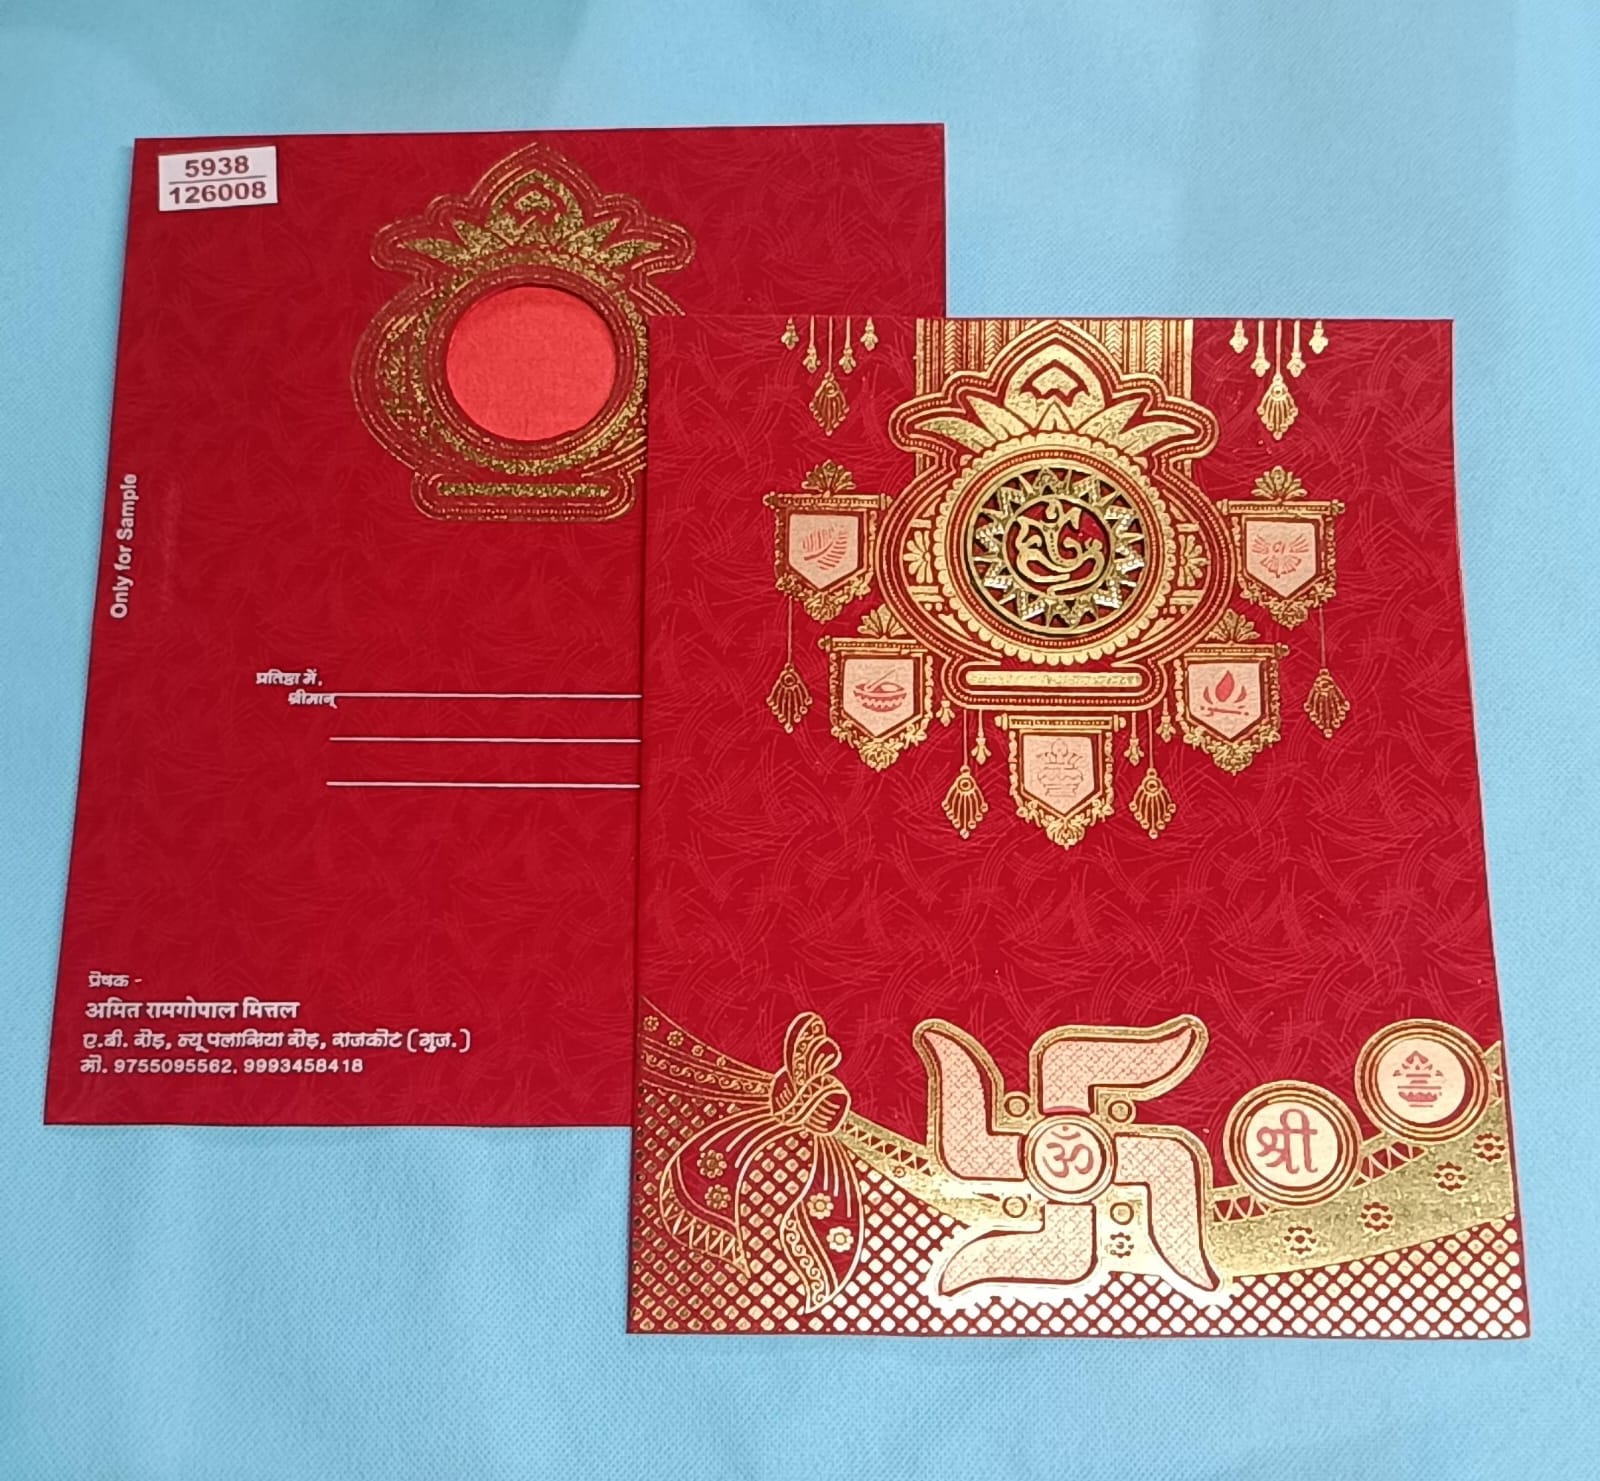 5938
126008
Only for Sample
प्रतिष्ठा में,
श्रीमान्
प्रेषक -
अमित रामगोपाल मित्तल
ए.बी. रोड़, न्यू पलासिया रोड़, राजकोट (गुज.)
मो. 9755095562, 9993458418
ॐ
श्री